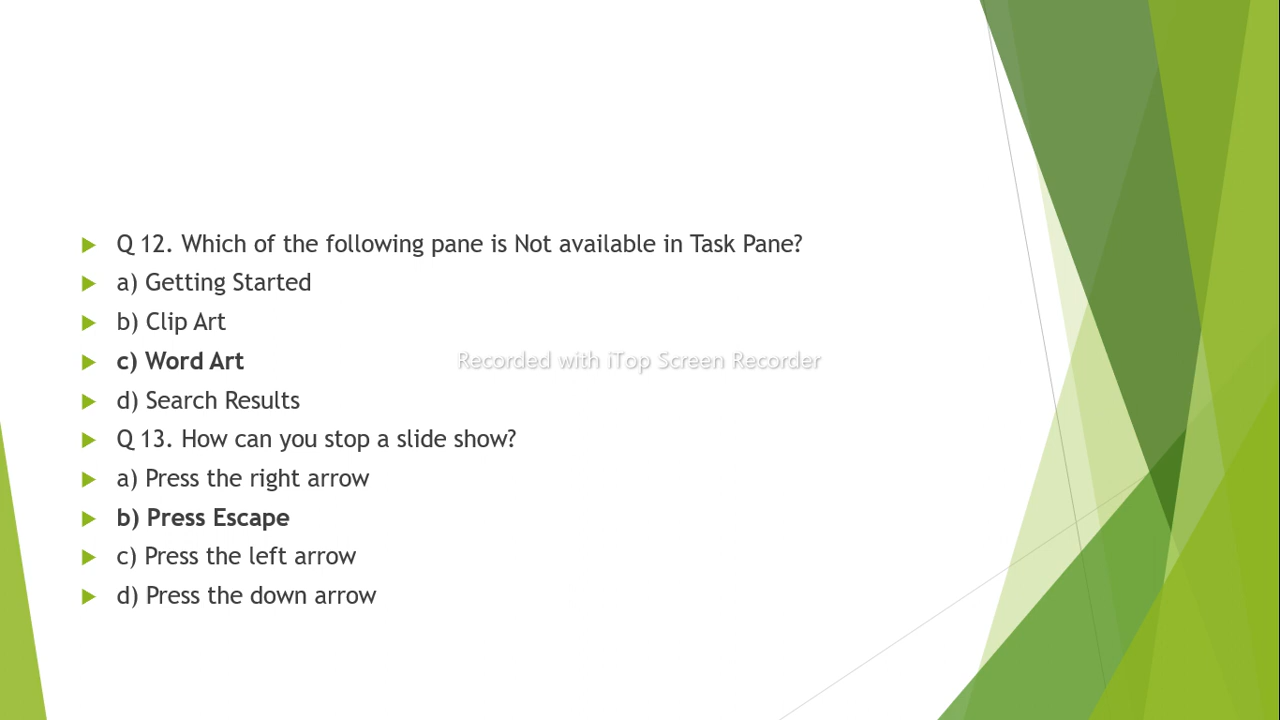 Q 12. Which of the following pane is Not available in Task Pane?
a) Getting Started
b) Clip Art
c) Word Art
Recorded with iTop Screen Recorder
d) Search Results
Q 13. How can you stop a slide show?
a) Press the right arrow
b) Press Escape
c) Press the left arrow
d) Press the down arrow